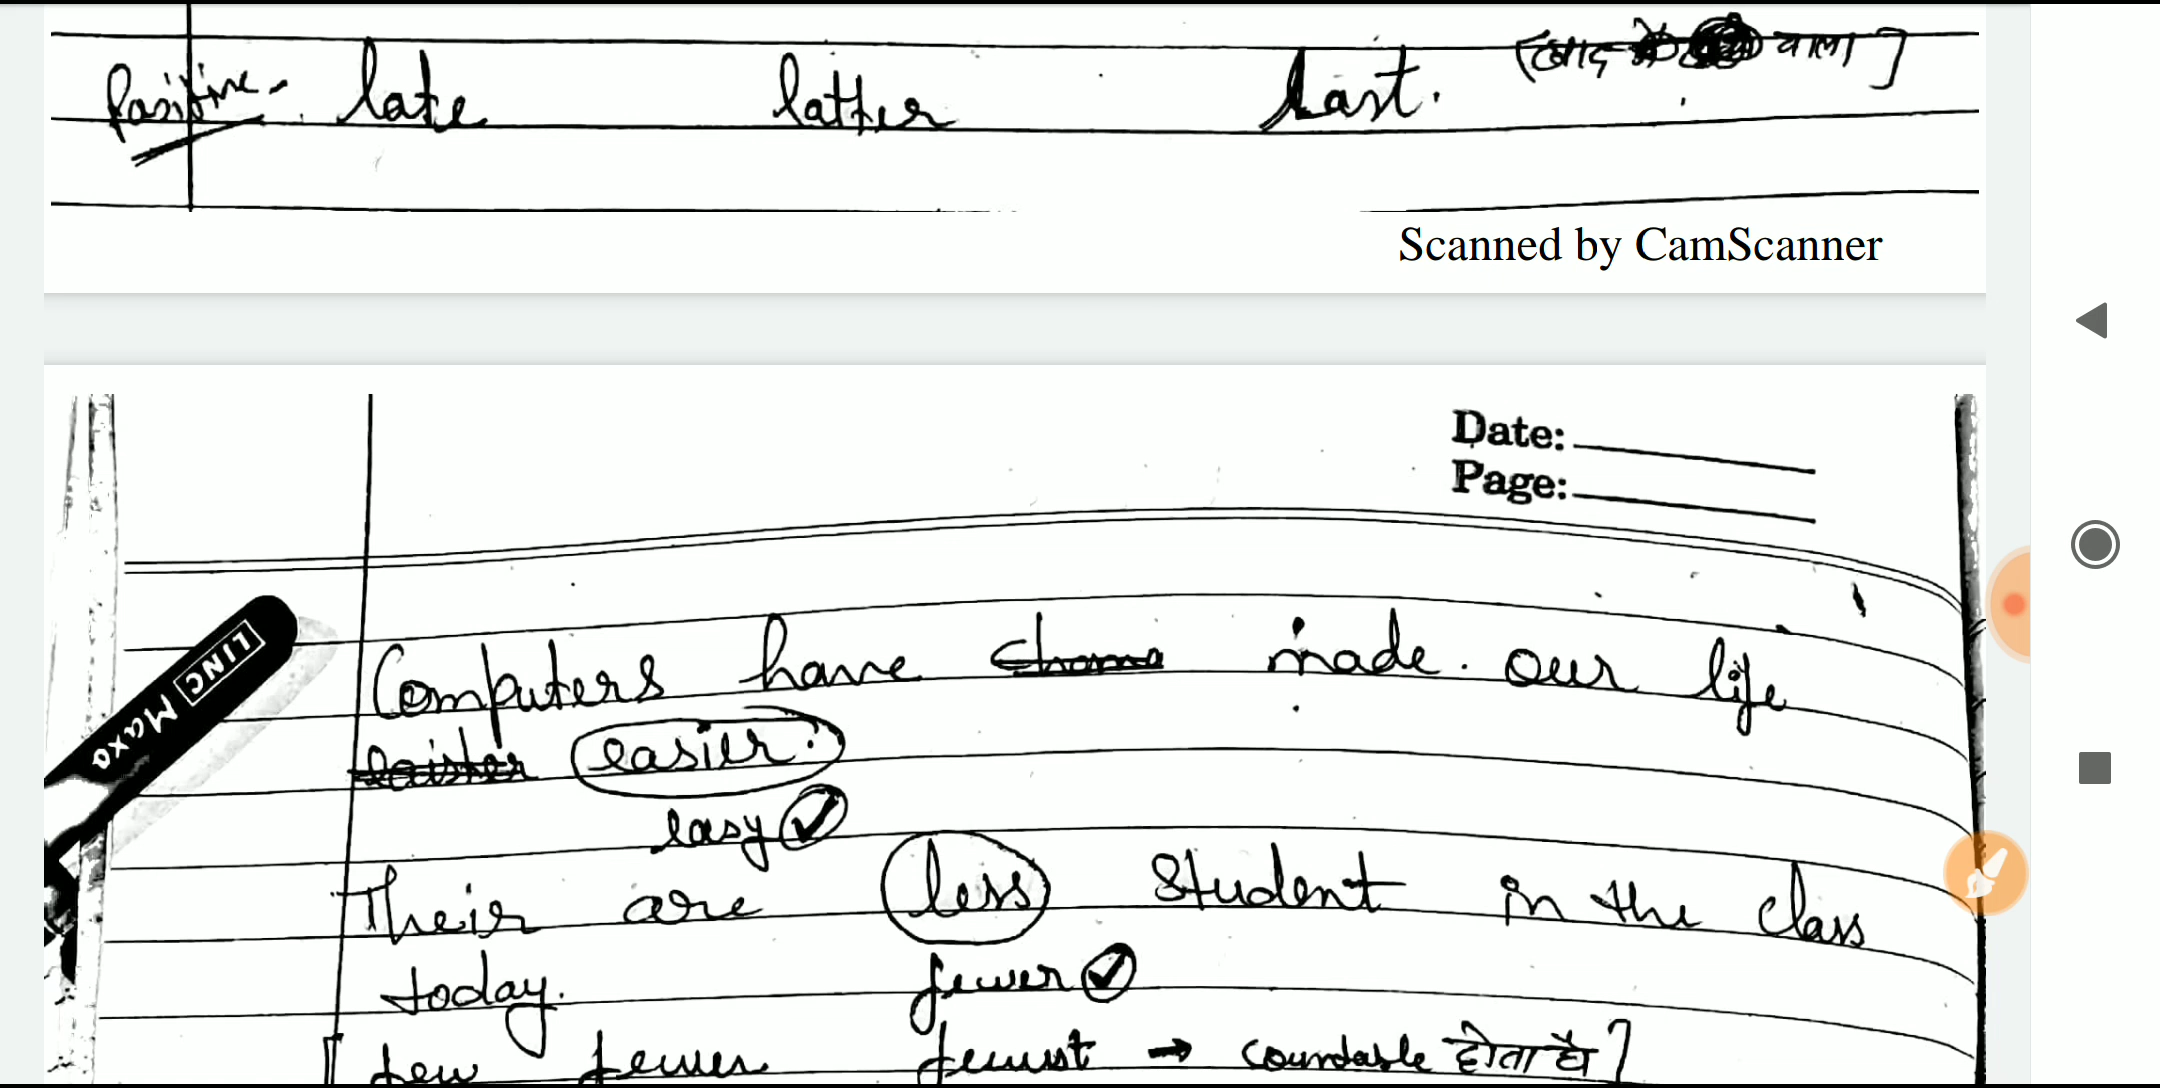 [बाद वाला]
Positive - late latter last.
Scanned by CamScanner
Date:
Page:
LINC Maxo
Computers have made our life
easier.
easy
Their are less student in the class
today. fewer
[few fewer fewest → countable होता है]